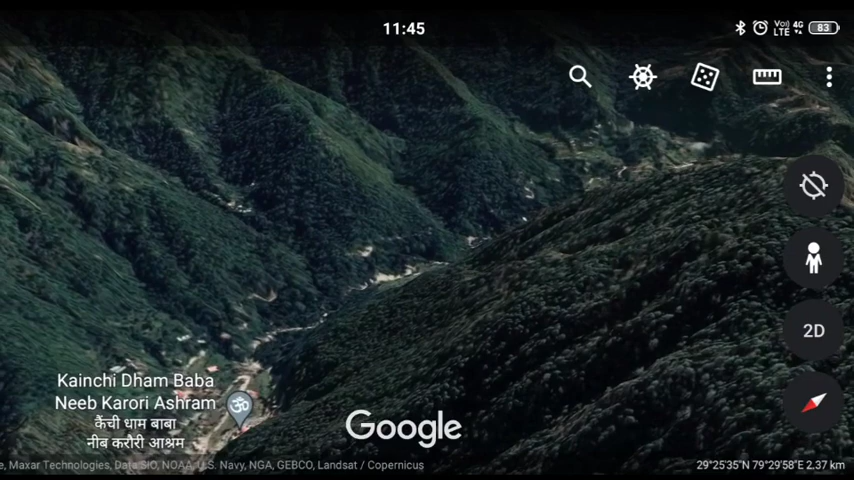 11:45
Vo)) LTE 4G 83
2D
Kainchi Dham Baba
Neeb Karori Ashram
कैंची धाम बाबा
नीब करौरी आश्रम
ॐ
Google
Maxar Technologies, Data SIO, NOAA, U.S. Navy, NGA, GEBCO, Landsat / Copernicus
29°25'35"N 79°29'58"E 2.37 km